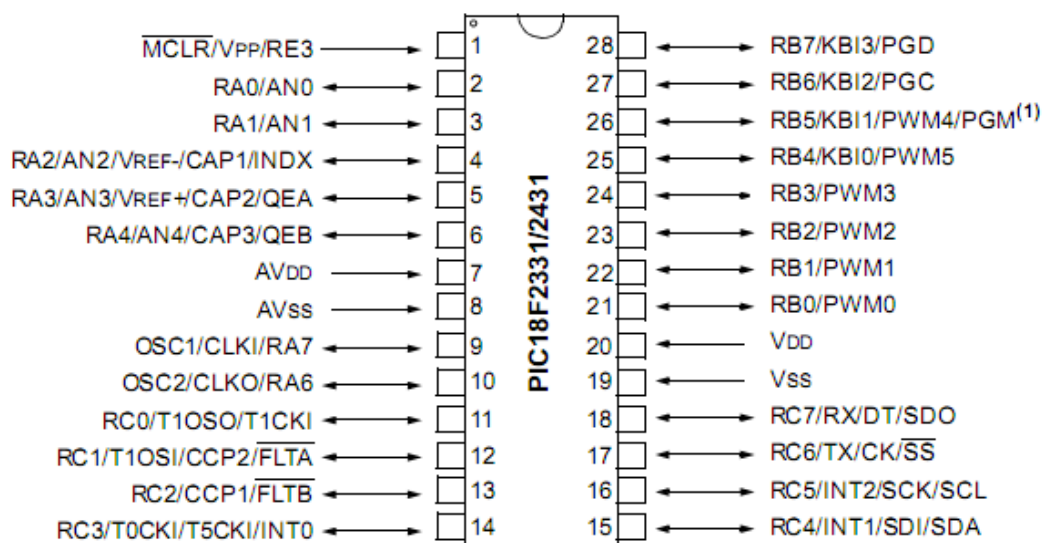 MCLR/VPP/RE3 1 28 RB7/KBI3/PGD
RA0/AN0 2 27 RB6/KBI2/PGC
RA1/AN1 3 26 RB5/KBI1/PWM4/PGM(1)
RA2/AN2/VREF-/CAP1/INDX 4 25 RB4/KBI0/PWM5
RA3/AN3/VREF+/CAP2/QEA 5 24 RB3/PWM3
RA4/AN4/CAP3/QEB 6 23 RB2/PWM2
AVDD 7 22 RB1/PWM1
AVSS 8 21 RB0/PWM0
OSC1/CLKI/RA7 9 20 VDD
OSC2/CLKO/RA6 10 19 VSS
RC0/T1OSO/T1CKI 11 18 RC7/RX/DT/SDO
RC1/T1OSI/CCP2/FLTA 12 17 RC6/TX/CK/SS
RC2/CCP1/FLTB 13 16 RC5/INT2/SCK/SCL
RC3/T0CKI/T5CKI/INT0 14 15 RC4/INT1/SDI/SDA
PIC18F2331/2431